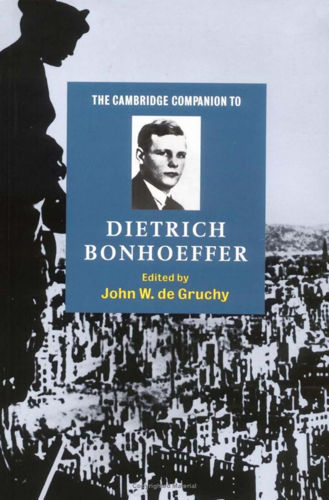 THE CAMBRIDGE COMPANION TO
DIETRICH
BONHOEFFER
Edited by
John W. de Gruchy